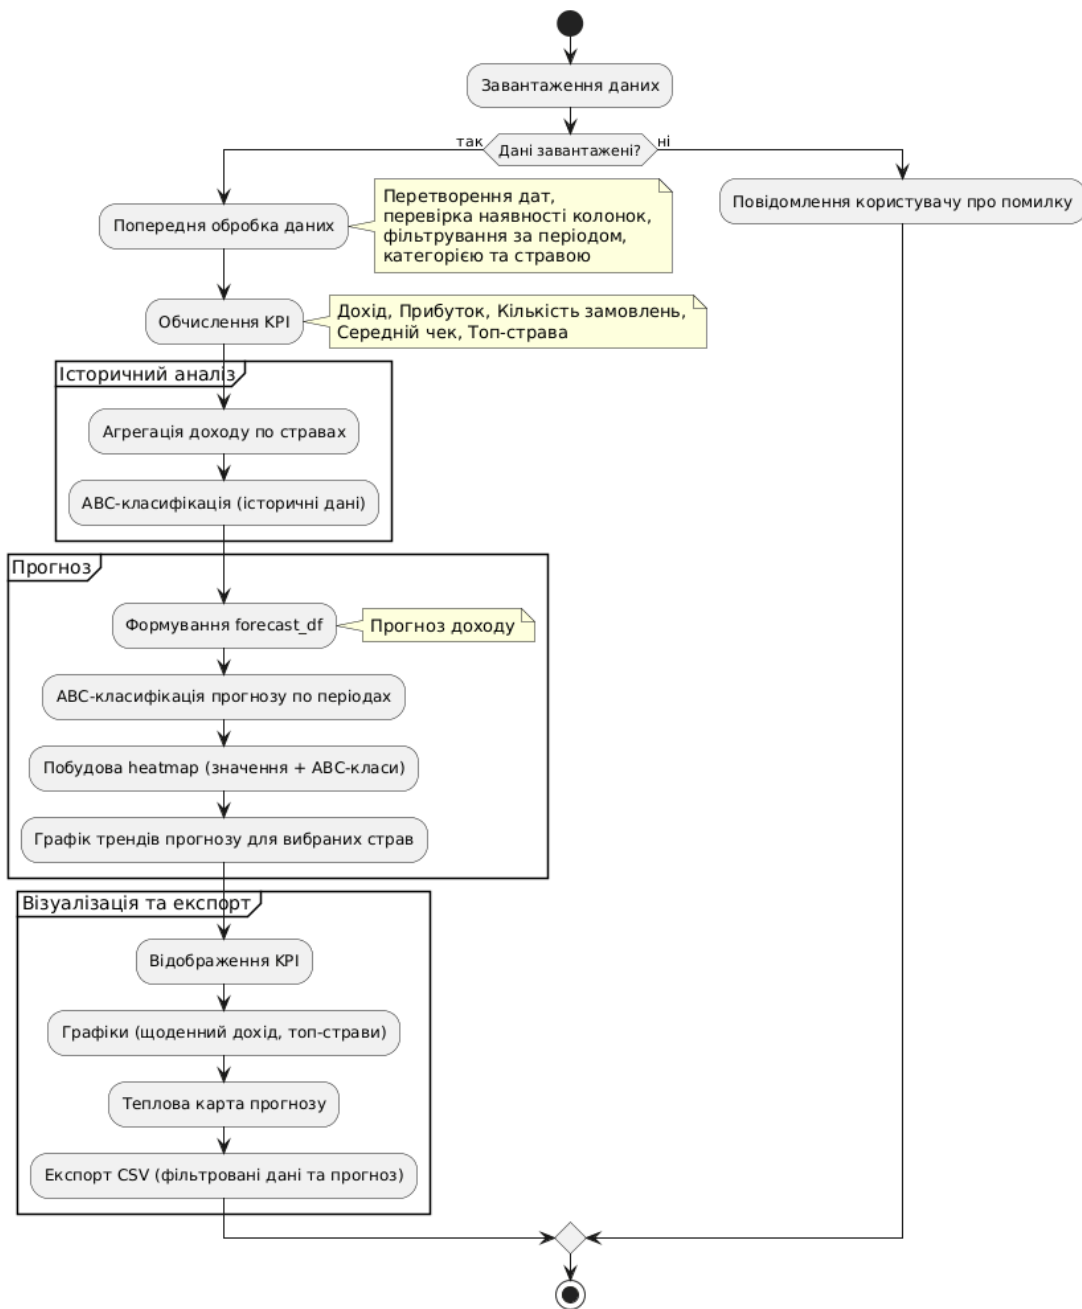 Завантаження даних
так
Дані завантажені?
ні
Попередня обробка даних
Перетворення дат,
перевірка наявності колонок,
фільтрування за періодом,
категорією та стравою
Повідомлення користувачу про помилку
Обчислення KPI
Дохід, Прибуток, Кількість замовлень,
Середній чек, Топ-страва
Історичний аналіз
Агрегація доходу по стравах
ABC-класифікація (історичні дані)
Прогноз
Формування forecast_df
Прогноз доходу
ABC-класифікація прогнозу по періодах
Побудова heatmap (значення + ABC-класи)
Графік трендів прогнозу для вибраних страв
Візуалізація та експорт
Відображення KPI
Графіки (щоденний дохід, топ-страви)
Теплова карта прогнозу
Експорт CSV (фільтровані дані та прогноз)